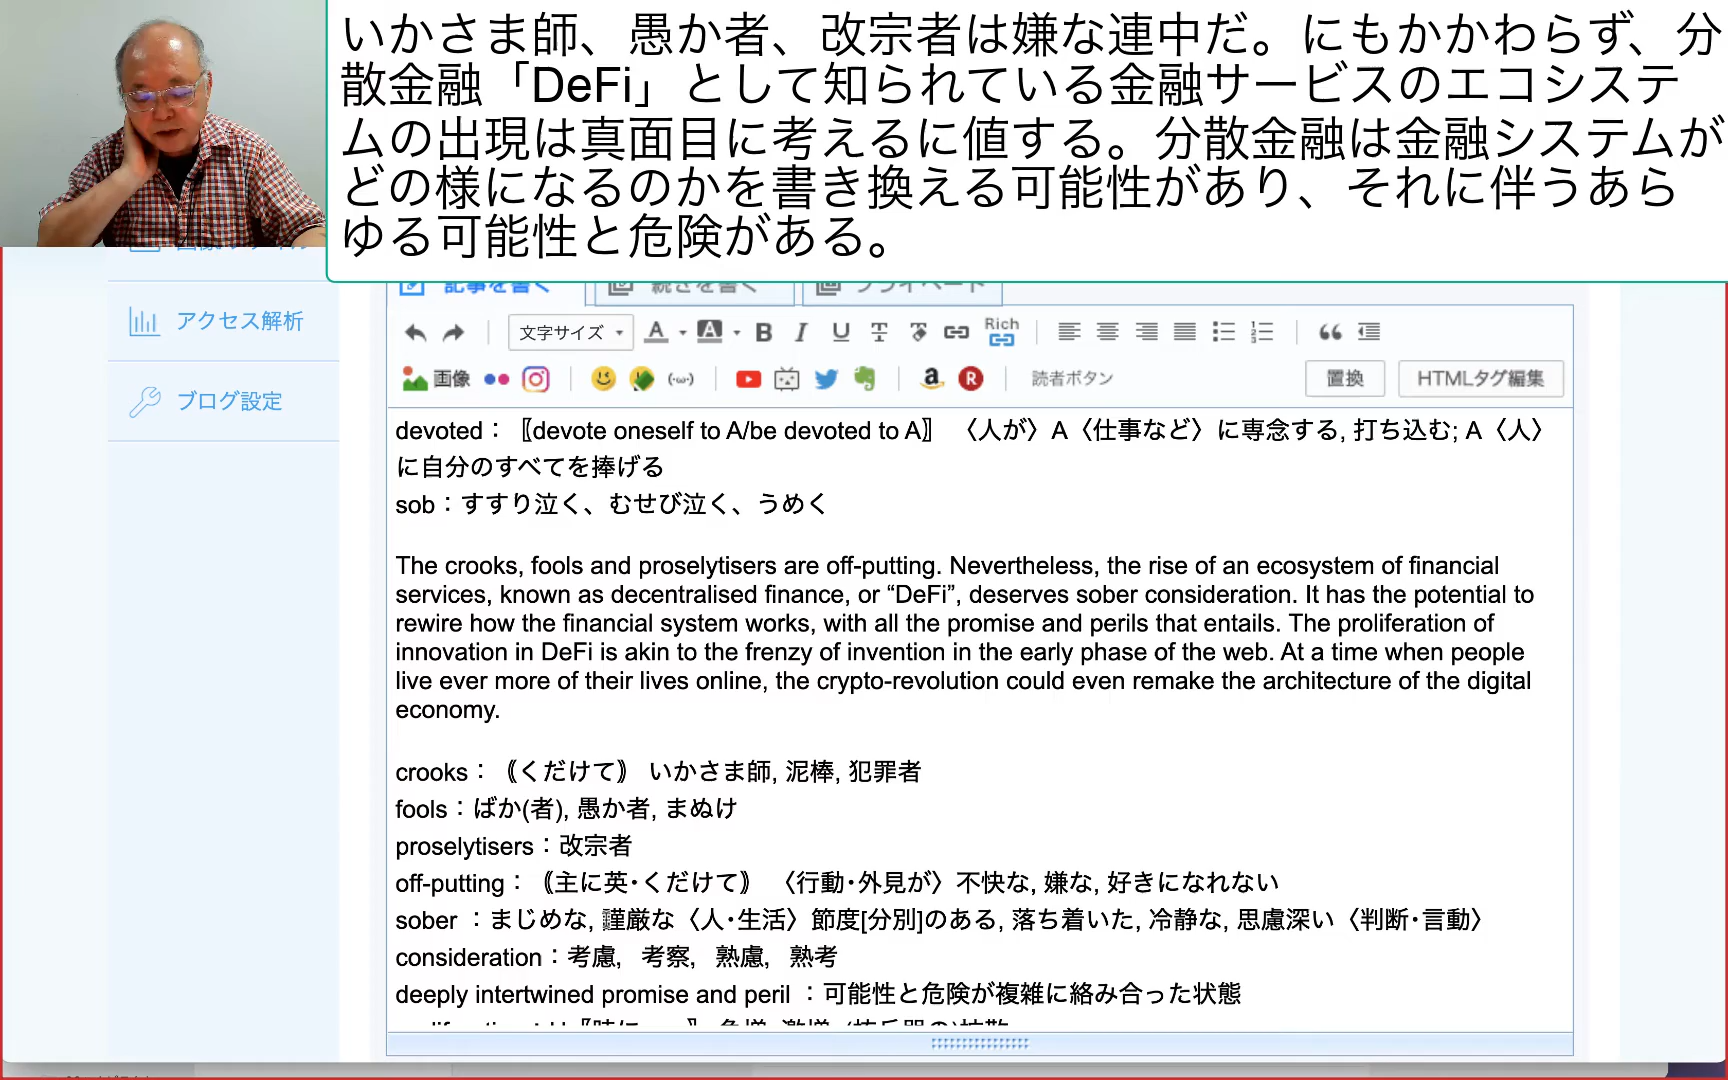 いかさま師、愚か者、改宗者は嫌な連中だ。にもかかわらず、分
散金融「DeFi」として知られている金融サービスのエコシステ
ムの出現は真面目に考えるに値する。分散金融は金融システムが
どの様になるのかを書き換える可能性があり、それに伴うあら
ゆる可能性と危険がある。
記事を書く 続きを書く プライベート
アクセス解析
ブログ設定
文字サイズ A A B I U T Rich
画像 読者ボタン 置換 HTMLタグ編集
devoted：〖devote oneself to A/be devoted to A〗 〈人が〉A〈仕事など〉に専念する, 打ち込む; A〈人〉
に自分のすべてを捧げる
sob：すすり泣く、むせび泣く、うめく
The crooks, fools and proselytisers are off-putting. Nevertheless, the rise of an ecosystem of financial
services, known as decentralised finance, or “DeFi”, deserves sober consideration. It has the potential to
rewire how the financial system works, with all the promise and perils that entails. The proliferation of
innovation in DeFi is akin to the frenzy of invention in the early phase of the web. At a time when people
live ever more of their lives online, the crypto-revolution could even remake the architecture of the digital
economy.
crooks：｟くだけて｠ いかさま師, 泥棒, 犯罪者
fools：ばか(者), 愚か者, まぬけ
proselytisers：改宗者
off-putting：｟主に英･くだけて｠ 〈行動･外見が〉不快な, 嫌な, 好きになれない
sober ：まじめな, 謹厳な〈人･生活〉節度[分別]のある, 落ち着いた, 冷静な, 思慮深い〈判断･言動〉
consideration：考慮, 考察, 熟慮, 熟考
deeply intertwined promise and peril ：可能性と危険が複雑に絡み合った状態